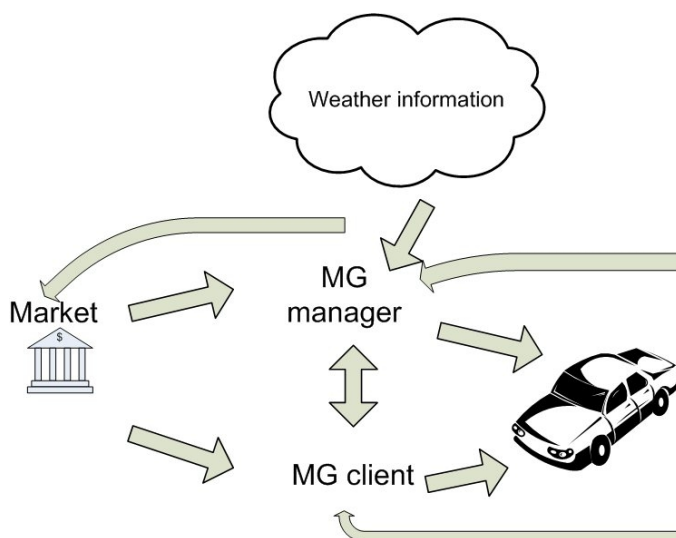 Weather information
MG
manager
Market
$
MG client